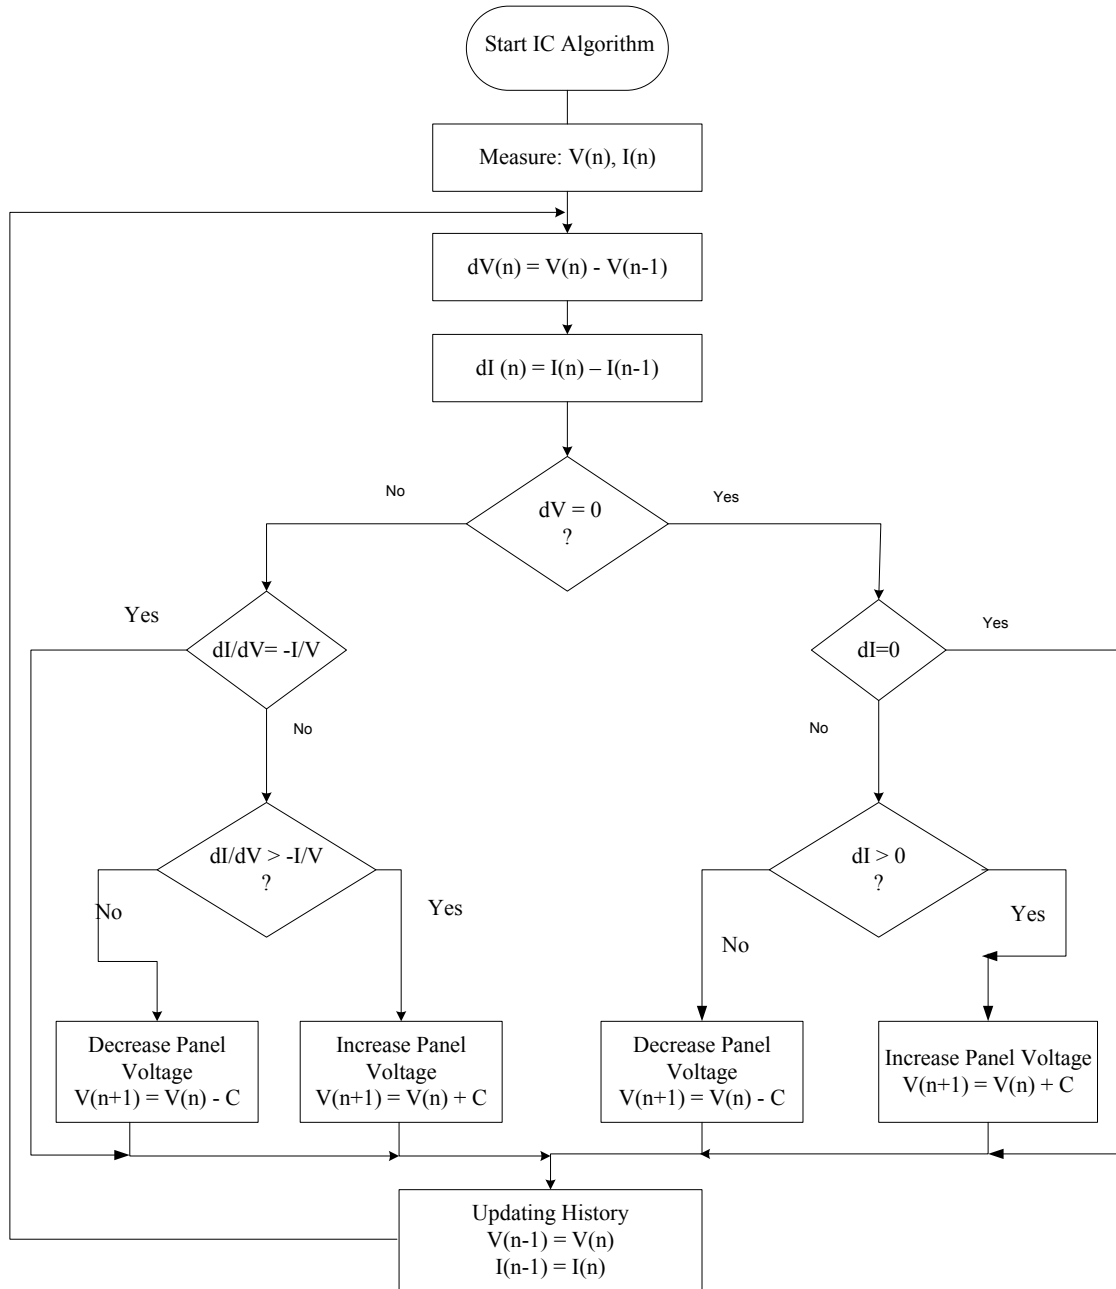 Start IC Algorithm
Measure: V(n), I(n)
dV(n) = V(n) - V(n-1)
dI (n) = I(n) – I(n-1)
No
Yes
dV = 0
?
Yes
dI/dV= -I/V
No
dI=0
Yes
No
dI/dV > -I/V
?
No
Yes
dI > 0
?
No
Yes
Decrease Panel
Voltage
V(n+1) = V(n) - C
Increase Panel
Voltage
V(n+1) = V(n) + C
Decrease Panel
Voltage
V(n+1) = V(n) - C
Increase Panel Voltage
V(n+1) = V(n) + C
Updating History
V(n-1) = V(n)
I(n-1) = I(n)